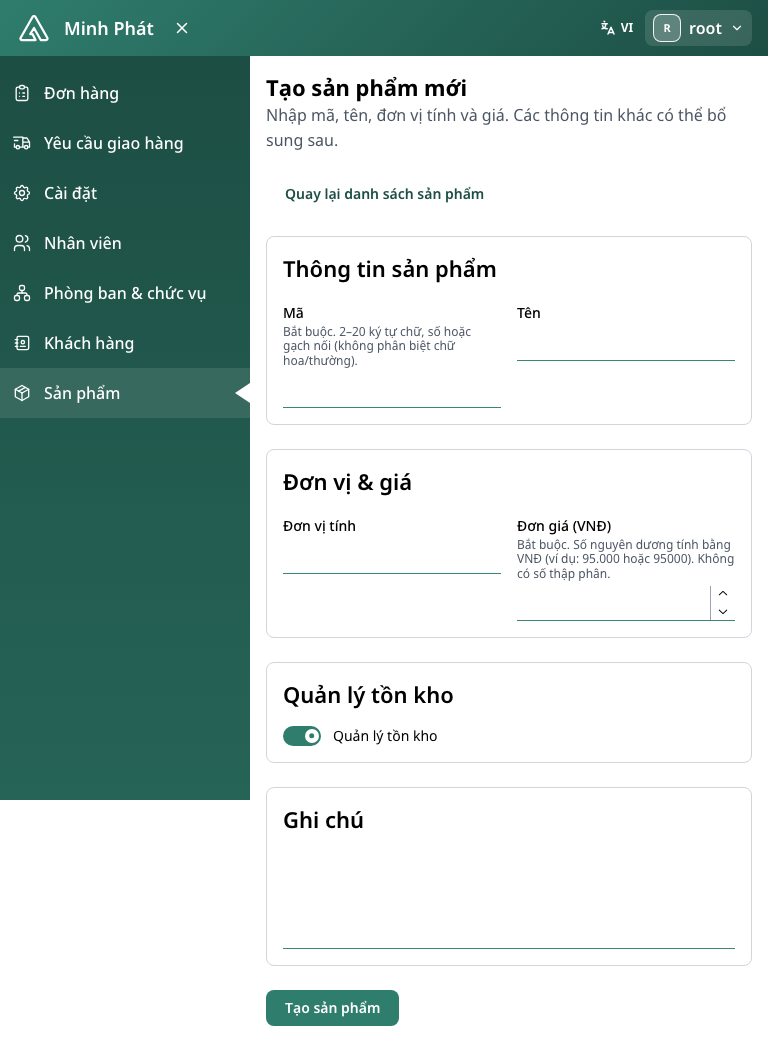 Minh Phát
VI
R
root
Đơn hàng
Yêu cầu giao hàng
Cài đặt
Nhân viên
Phòng ban & chức vụ
Khách hàng
Sản phẩm
Tạo sản phẩm mới
Nhập mã, tên, đơn vị tính và giá. Các thông tin khác có thể bổ
sung sau.
Quay lại danh sách sản phẩm
Thông tin sản phẩm
Mã
Bắt buộc. 2–20 ký tự chữ, số hoặc
gạch nối (không phân biệt chữ
hoa/thường).
Tên
Đơn vị & giá
Đơn vị tính
Đơn giá (VNĐ)
Bắt buộc. Số nguyên dương tính bằng
VNĐ (ví dụ: 95.000 hoặc 95000). Không
có số thập phân.
Quản lý tồn kho
Quản lý tồn kho
Ghi chú
Tạo sản phẩm